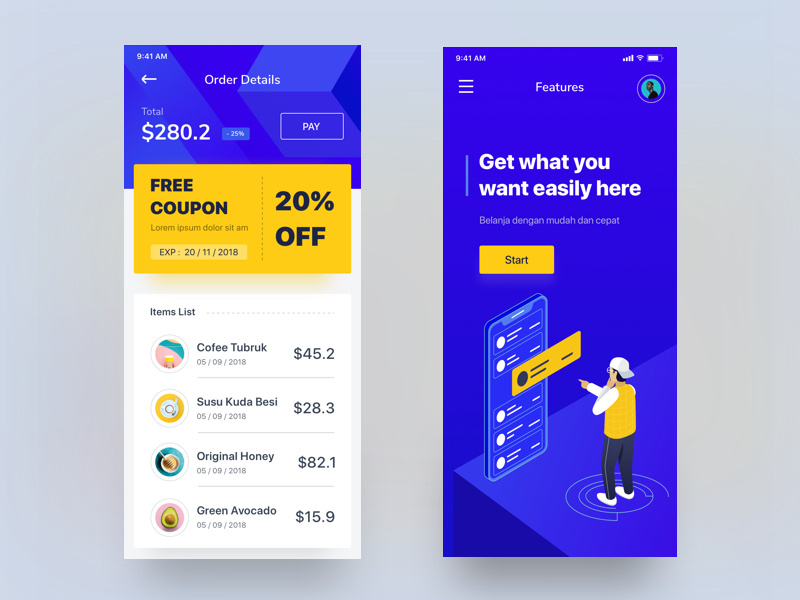 9:41 AM
Order Details
Total
$280.2
- 25%
PAY
FREE
COUPON
Lorem ipsum dolor sit am
EXP : 20 / 11 / 2018
20%
OFF
Items List
Cofee Tubruk
05 / 09 / 2018
$45.2
Susu Kuda Besi
05 / 09 / 2018
$28.3
Original Honey
05 / 09 / 2018
$82.1
Green Avocado
05 / 09 / 2018
$15.9
9:41 AM
Features
Get what you
want easily here
Belanja dengan mudah dan cepat
Start